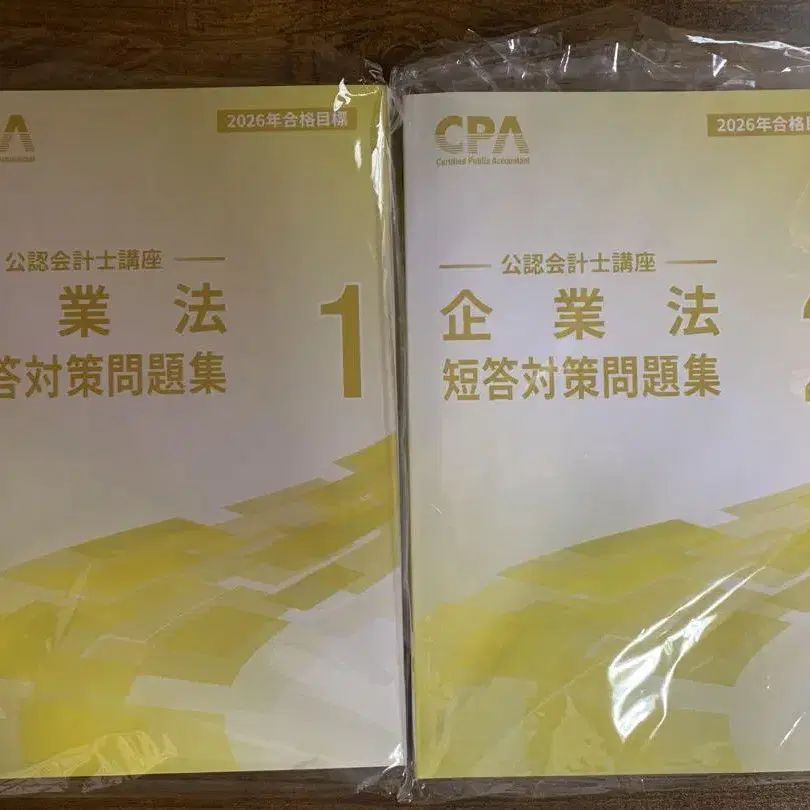 2026年合格目標
公認会計士講座
業法
答対策問題集
1
CPA
Certified Public Accountant
2026年合格
公認会計士講座
企業法
短答対策問題集